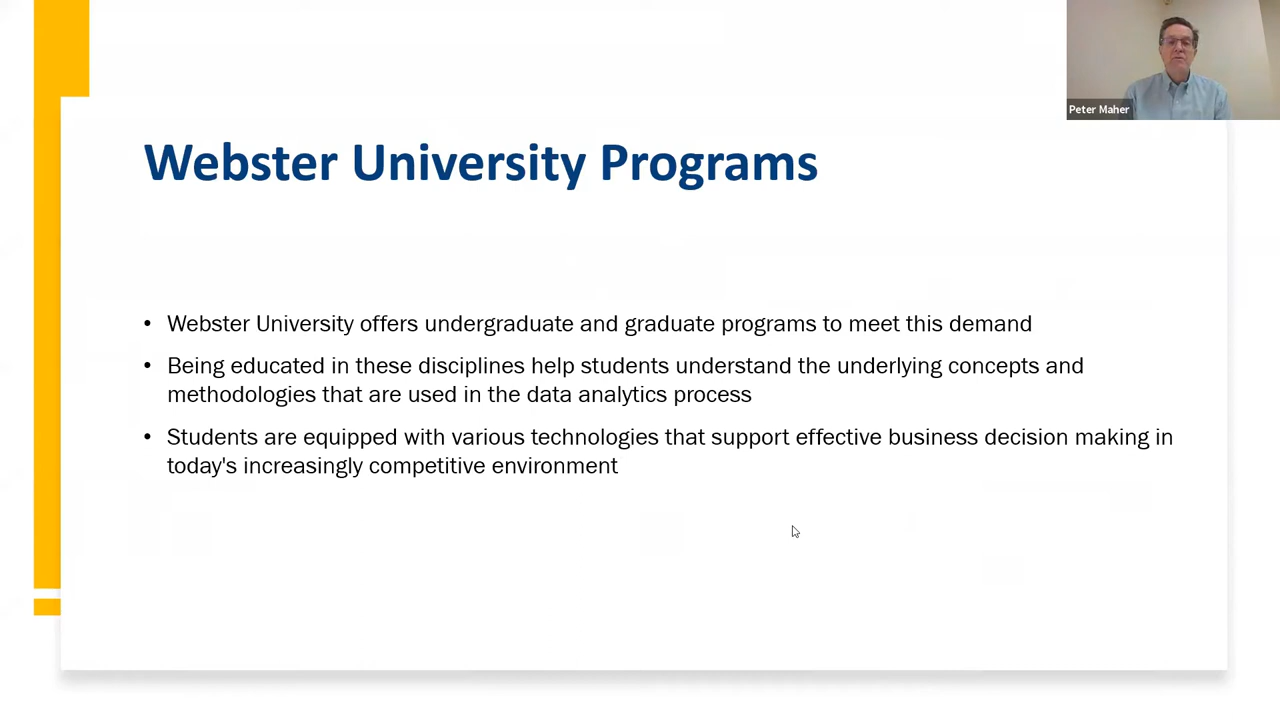 Peter Maher
Webster University Programs
• Webster University offers undergraduate and graduate programs to meet this demand
• Being educated in these disciplines help students understand the underlying concepts and
methodologies that are used in the data analytics process
• Students are equipped with various technologies that support effective business decision making in
today's increasingly competitive environment